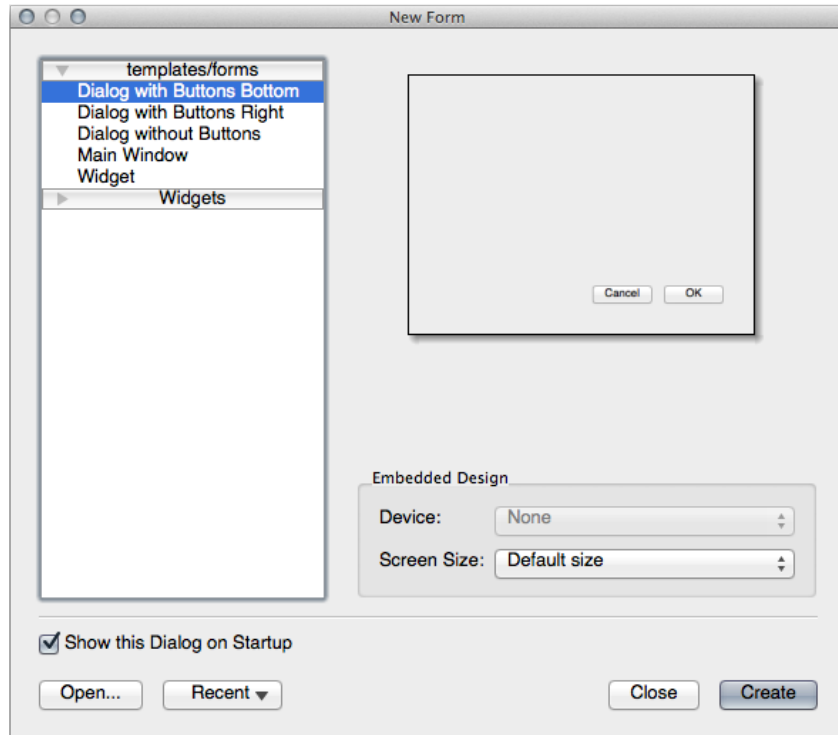 New Form
templates/forms
Dialog with Buttons Bottom
Dialog with Buttons Right
Dialog without Buttons
Main Window
Widget
Widgets
Cancel OK
Embedded Design
Device: None
Screen Size: Default size
Show this Dialog on Startup
Open... Recent Close Create